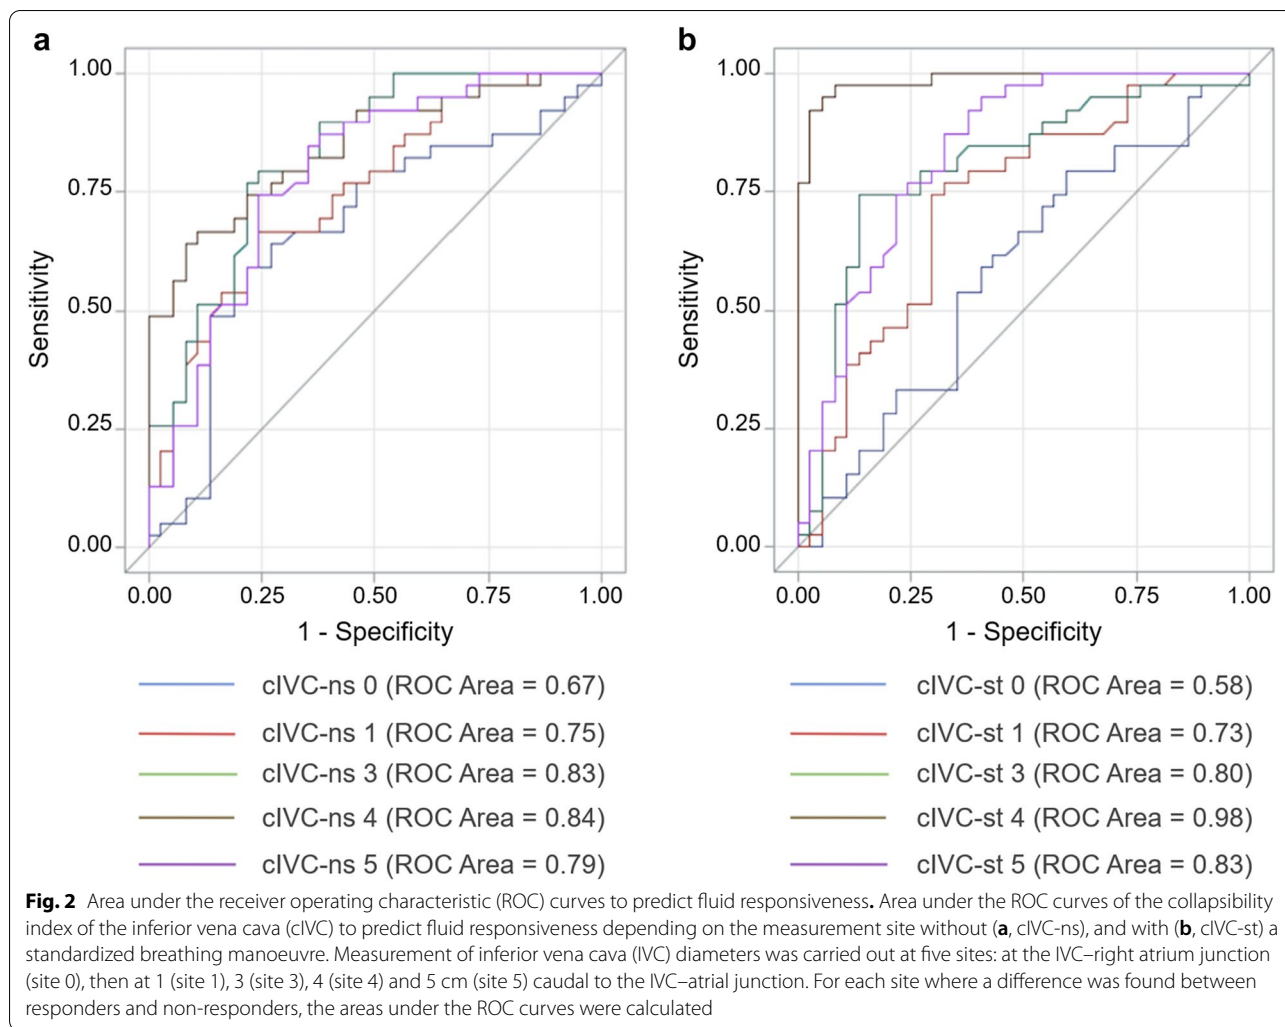 a
b
1.00
0.75
0.50
0.25
0.00
Sensitivity
0.00 0.25 0.50 0.75 1.00
1 - Specificity
1.00
0.75
0.50
0.25
0.00
Sensitivity
0.00 0.25 0.50 0.75 1.00
1 - Specificity
cIVC-ns 0 (ROC Area = 0.67)
cIVC-ns 1 (ROC Area = 0.75)
cIVC-ns 3 (ROC Area = 0.83)
cIVC-ns 4 (ROC Area = 0.84)
cIVC-ns 5 (ROC Area = 0.79)
cIVC-st 0 (ROC Area = 0.58)
cIVC-st 1 (ROC Area = 0.73)
cIVC-st 3 (ROC Area = 0.80)
cIVC-st 4 (ROC Area = 0.98)
cIVC-st 5 (ROC Area = 0.83)
Fig. 2 Area under the receiver operating characteristic (ROC) curves to predict fluid responsiveness. Area under the ROC curves of the collapsibility
index of the inferior vena cava (cIVC) to predict fluid responsiveness depending on the measurement site without (a, cIVC-ns), and with (b, cIVC-st) a
standardized breathing manoeuvre. Measurement of inferior vena cava (IVC) diameters was carried out at five sites: at the IVC–right atrium junction
(site 0), then at 1 (site 1), 3 (site 3), 4 (site 4) and 5 cm (site 5) caudal to the IVC–atrial junction. For each site where a difference was found between
responders and non-responders, the areas under the ROC curves were calculated